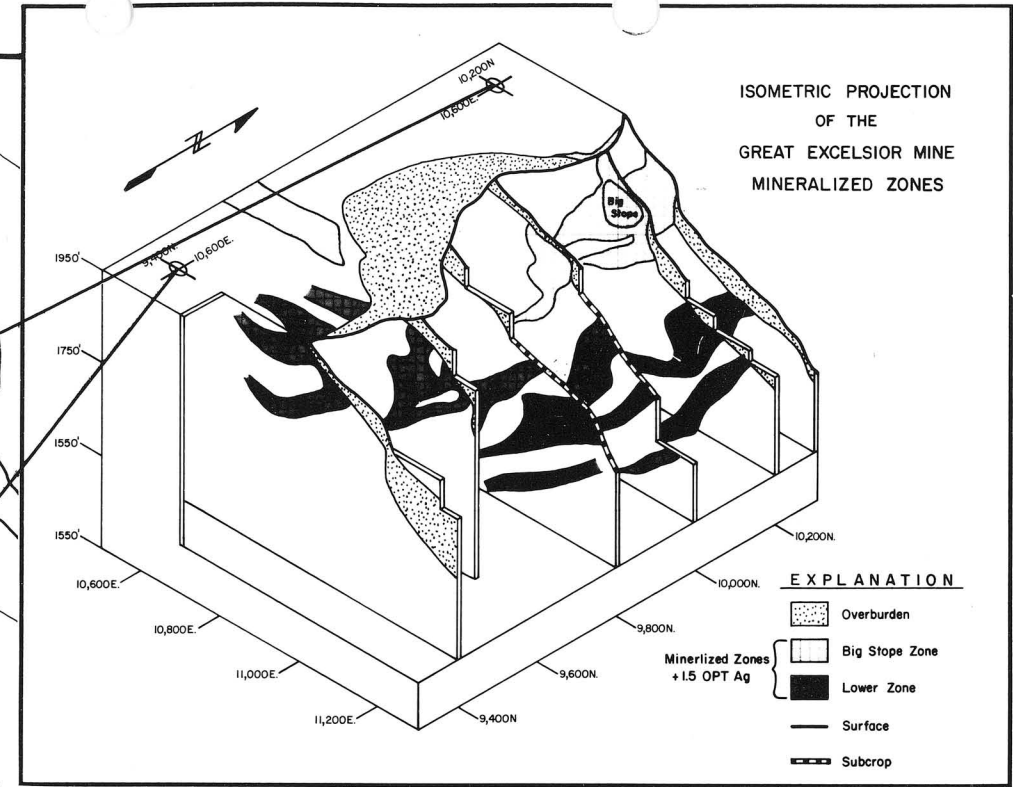 ISOMETRIC PROJECTION
OF THE
GREAT EXCELSIOR MINE
MINERALIZED ZONES
10,200N
10,600E.
N
Big
Stope
9,400N.
10,600E.
1950'
1750'
1550'
1550'
10,600E.
10,800E.
11,000E.
11,200E.
9,400N
9,600N.
9,800N.
10,000N.
10,200N.
EXPLANATION
Overburden
Minerlized Zones
+1.5 OPT Ag
Big Stope Zone
Lower Zone
Surface
Subcrop